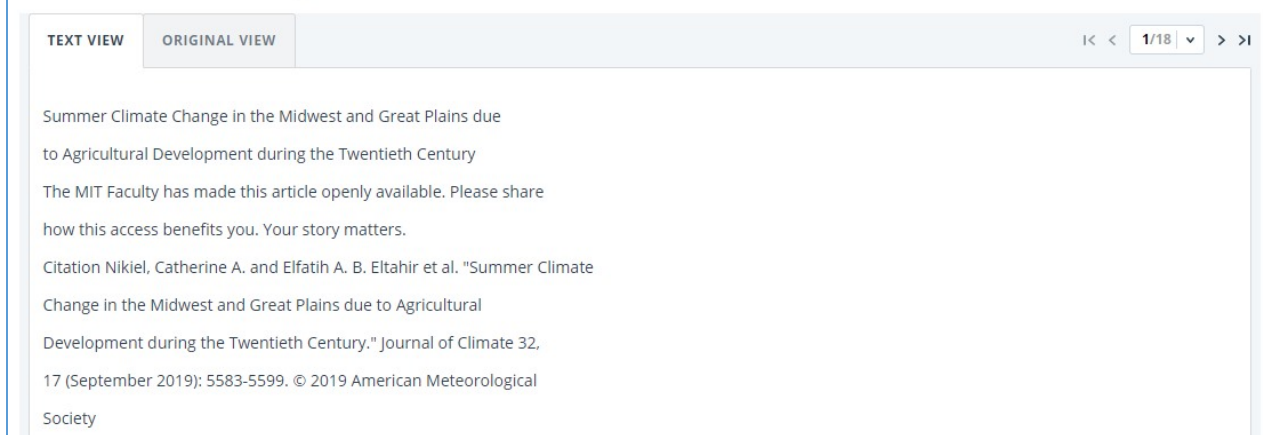 TEXT VIEW ORIGINAL VIEW 1/18
Summer Climate Change in the Midwest and Great Plains due
to Agricultural Development during the Twentieth Century
The MIT Faculty has made this article openly available. Please share
how this access benefits you. Your story matters.
Citation Nikiel, Catherine A. and Elfatih A. B. Eltahir et al. "Summer Climate
Change in the Midwest and Great Plains due to Agricultural
Development during the Twentieth Century." Journal of Climate 32,
17 (September 2019): 5583-5599. © 2019 American Meteorological
Society